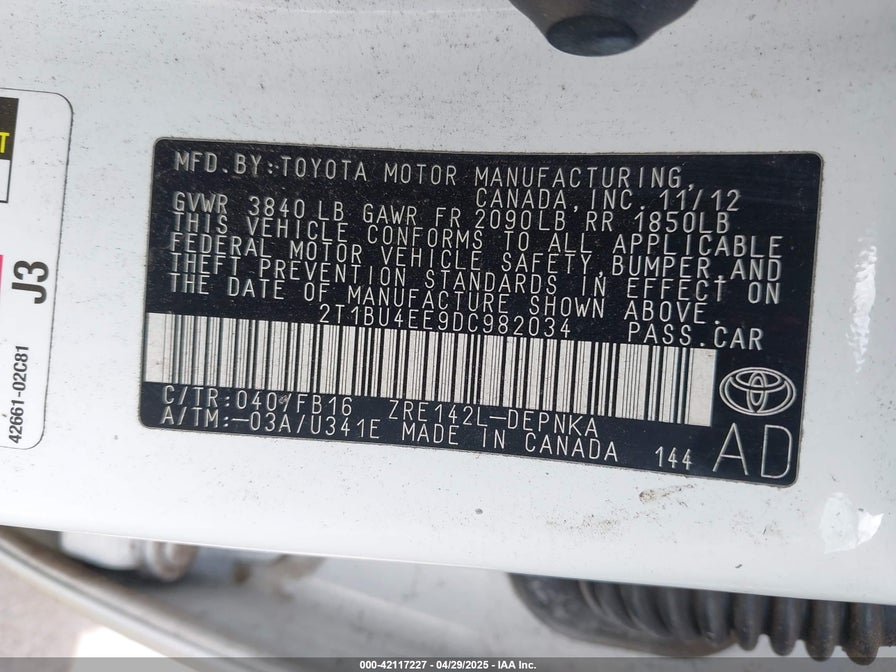 MFD. BY: TOYOTA MOTOR MANUFACTURING,
CANADA, INC. 11/12
GVWR 3840 LB GAWR FR 2090LB RR 1850LB
THIS VEHICLE CONFORMS TO ALL APPLICABLE
FEDERAL MOTOR VEHICLE SAFETY, BUMPER, AND
THEFT PREVENTION STANDARDS IN EFFECT ON
THE DATE OF MANUFACTURE SHOWN ABOVE.
2T1BU4EE9DC982034 PASS. CAR
C/TR: 040 /FB16 ZRE142L-DEPNKA
A/TM: -03A/U341E MADE IN CANADA 144 AD
J3
42661-02C81
000-42117227 - 04/29/2025 - IAA Inc.